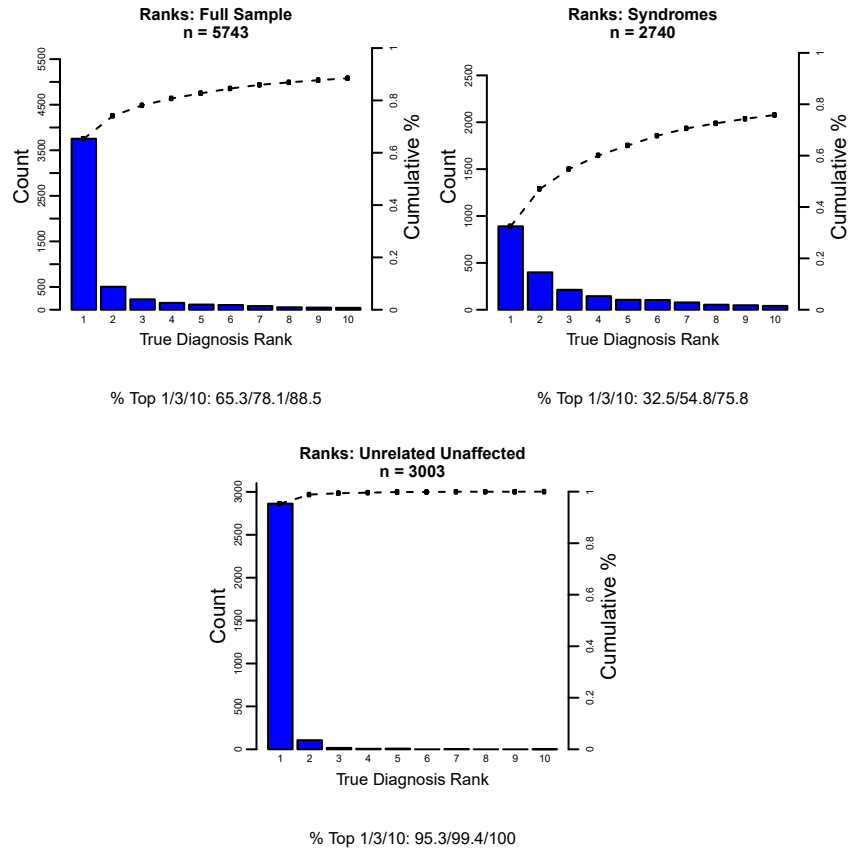 Ranks: Full Sample
n = 5743
Count
0
500
1500
2500
3500
4500
5500
0
0.2
0.4
0.6
0.8
1
Cumulative %
1 2 3 4 5 6 7 8 9 10
True Diagnosis Rank
% Top 1/3/10: 65.3/78.1/88.5
Ranks: Syndromes
n = 2740
Count
0
500
1000
1500
2000
2500
0
0.2
0.4
0.6
0.8
1
Cumulative %
1 2 3 4 5 6 7 8 9 10
True Diagnosis Rank
% Top 1/3/10: 32.5/54.8/75.8
Ranks: Unrelated Unaffected
n = 3003
Count
0
500
1000
1500
2000
2500
3000
0
0.2
0.4
0.6
0.8
1
Cumulative %
1 2 3 4 5 6 7 8 9 10
True Diagnosis Rank
% Top 1/3/10: 95.3/99.4/100